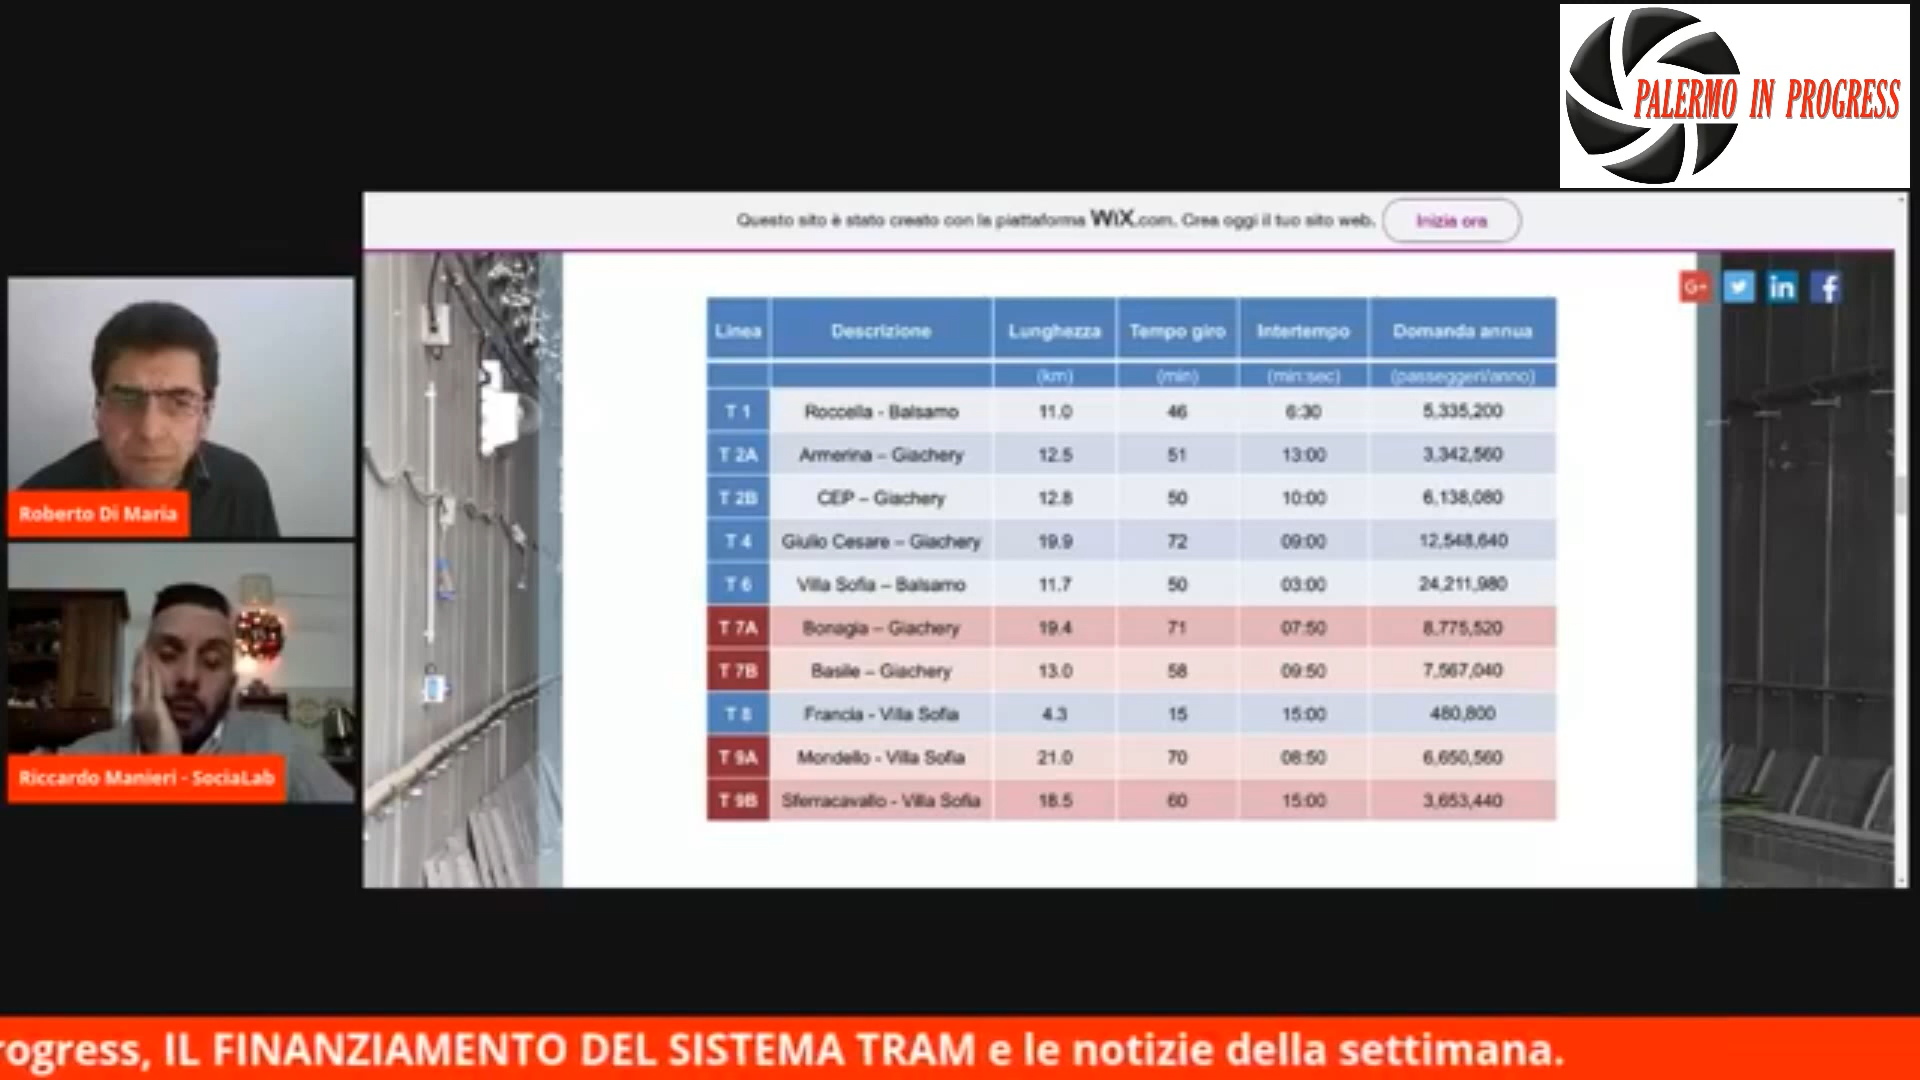 PALERMO IN PROGRESS
Questo sito è stato creato con la piattaforma WiX.com. Crea oggi il tuo sito web. Inizia ora
G+ in f
Linea Descrizione Lunghezza Tempo giro Intertempo Domanda annua
(km) (min) (min:sec) (passeggeri/anno)
T 1 Roccella - Balsamo 11.0 46 6:30 5,335,200
T 2A Armerina – Giachery 12.5 51 13:00 3,342,560
T 2B CEP – Giachery 12.8 50 10:00 6,138,080
T 4 Giulio Cesare – Giachery 19.9 72 09:00 12,548,640
T 6 Villa Sofia – Balsamo 11.7 50 03:00 24,211,980
T 7A Bonagia – Giachery 19.4 71 07:50 8,775,520
T 7B Basile – Giachery 13.0 58 09:50 7,567,040
T 8 Francia - Villa Sofia 4.3 15 15:00 480,800
T 9A Mondello - Villa Sofia 21.0 70 08:50 6,650,560
T 9B Sferracavallo - Villa Sofia 18.5 60 15:00 3,653,440
Roberto Di Maria
Riccardo Manieri - SociaLab
rogress, IL FINANZIAMENTO DEL SISTEMA TRAM e le notizie della settimana.